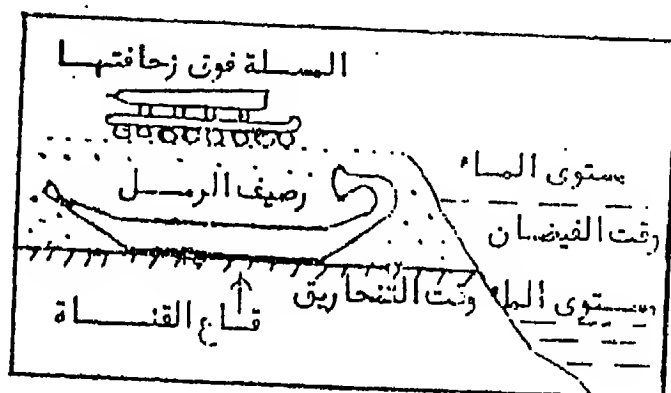 المسلة فوق زحافتها
مستوى الماء
وقت الفيضان
رصيف الرمل
مستوى الماء وقت التحاريق
قاع القناة